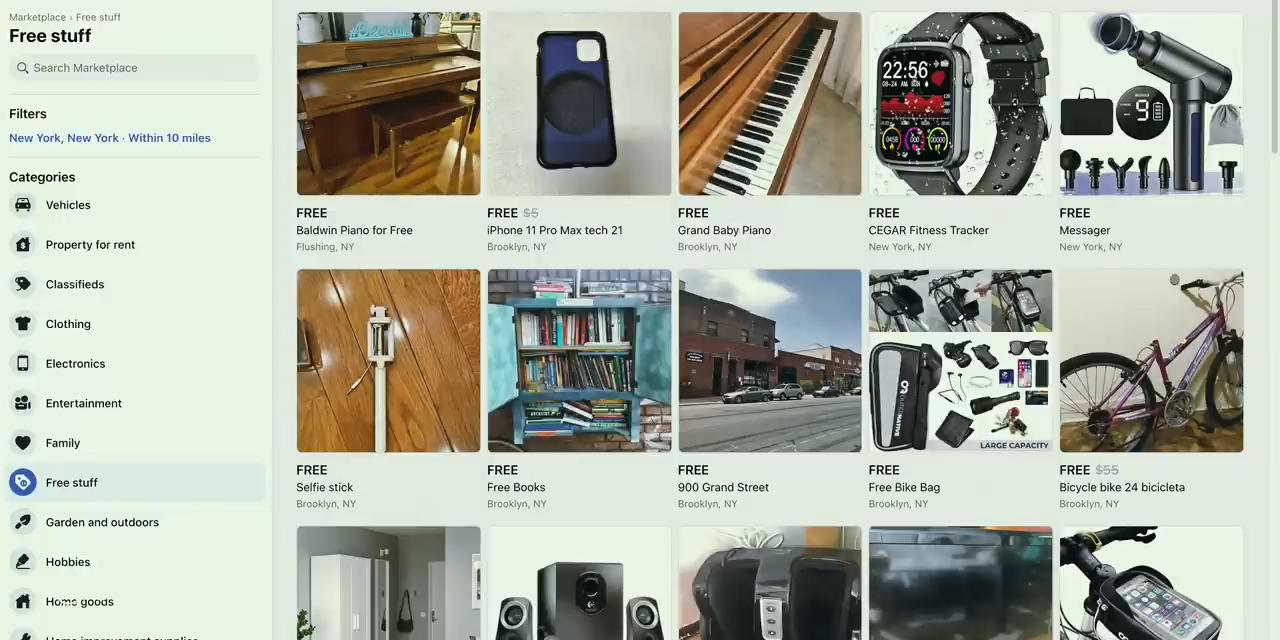 Marketplace › Free stuff
Free stuff
Search Marketplace
Filters
New York, New York · Within 10 miles
Categories
Vehicles
Property for rent
Classifieds
Clothing
Electronics
Entertainment
Family
Free stuff
Garden and outdoors
Hobbies
Home goods
Home improvement supplies
FREE
Baldwin Piano for Free
Flushing, NY
FREE $5
iPhone 11 Pro Max tech 21
Brooklyn, NY
FREE
Grand Baby Piano
Brooklyn, NY
22:56
FREE
CEGAR Fitness Tracker
New York, NY
9
FREE
Messager
New York, NY
FREE
Selfie stick
Brooklyn, NY
FREE
Free Books
Brooklyn, NY
FREE
900 Grand Street
Brooklyn, NY
LARGE CAPACITY
FREE
Free Bike Bag
Brooklyn, NY
FREE $55
Bicycle bike 24 bicicleta
Brooklyn, NY